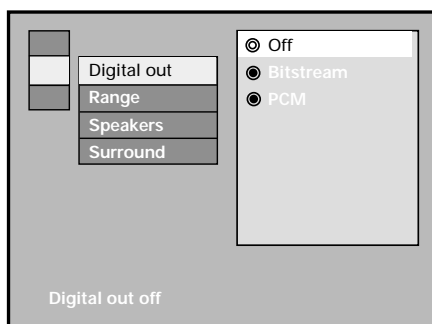 Digital out
Range
Speakers
Surround
Off
Bitstream
PCM
Digital out off